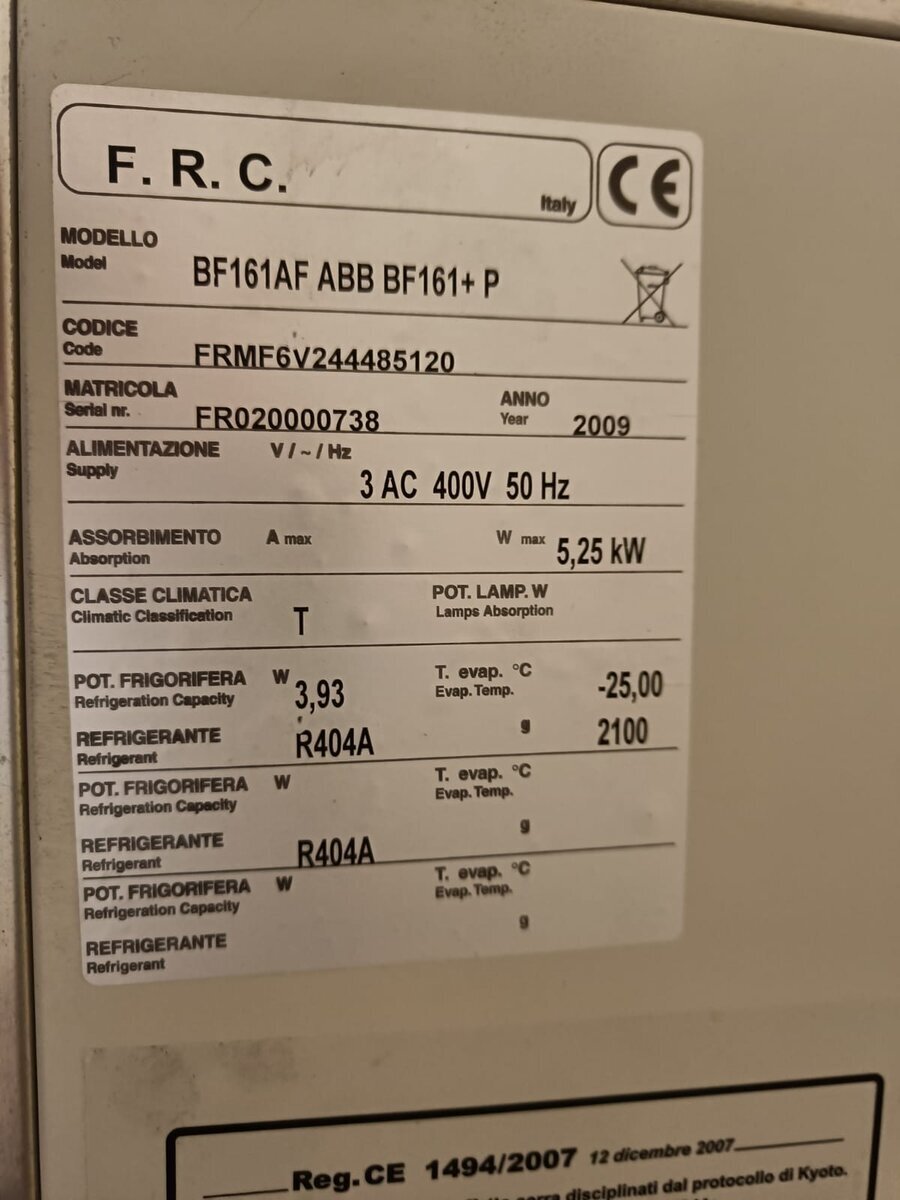 F. R. C.
Italy
CE
MODELLO
Model
BF161AF ABB BF161+ P
CODICE
Code
FRMF6V244485120
MATRICOLA
Serial nr.
FR020000738
ANNO
Year
2009
ALIMENTAZIONE
Supply
V / ~ / Hz
3 AC 400V 50 Hz
ASSORBIMENTO
Absorption
A max
W max
5,25 kW
CLASSE CLIMATICA
Climatic Classification
T
POT. LAMP. W
Lamps Absorption
POT. FRIGORIFERA W
Refrigeration Capacity
3,93
T. evap. °C
Evap. Temp.
-25,00
REFRIGERANTE
Refrigerant
R404A
g
2100
POT. FRIGORIFERA W
Refrigeration Capacity
T. evap. °C
Evap. Temp.
REFRIGERANTE
Refrigerant
R404A
g
POT. FRIGORIFERA W
Refrigeration Capacity
T. evap. °C
Evap. Temp.
REFRIGERANTE
Refrigerant
g
Reg.CE 1494/2007 12 dicembre 2007
disciplinati dal protocollo di Kyoto.